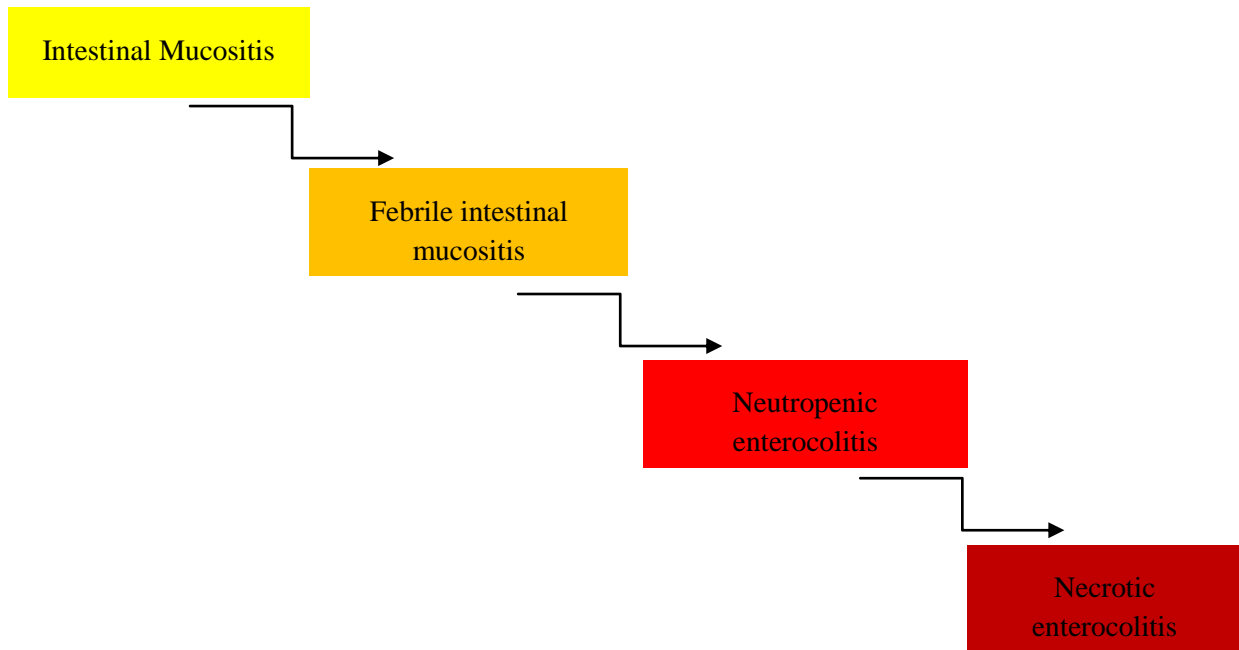 Intestinal Mucositis
Febrile intestinal
mucositis
Neutropenic
enterocolitis
Necrotic
enterocolitis